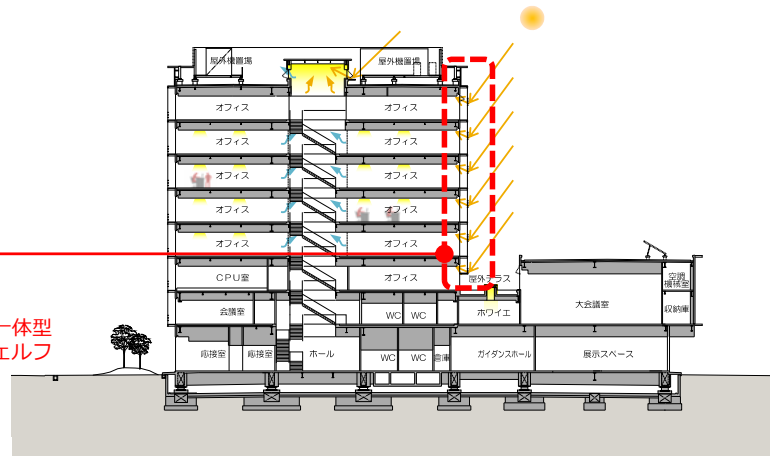 屋外機置場
屋外機置場
オフィス
オフィス
オフィス
オフィス
オフィス
オフィス
オフィス
オフィス
オフィス
オフィス
CPU室
オフィス
屋外テラス
空調
機械室
会議室
WC
WC
ホワイエ
大会議室
収納庫
一体型
ェルフ
応接室
応接室
ホール
WC
WC
倉庫
ガイダンスホール
展示スペース